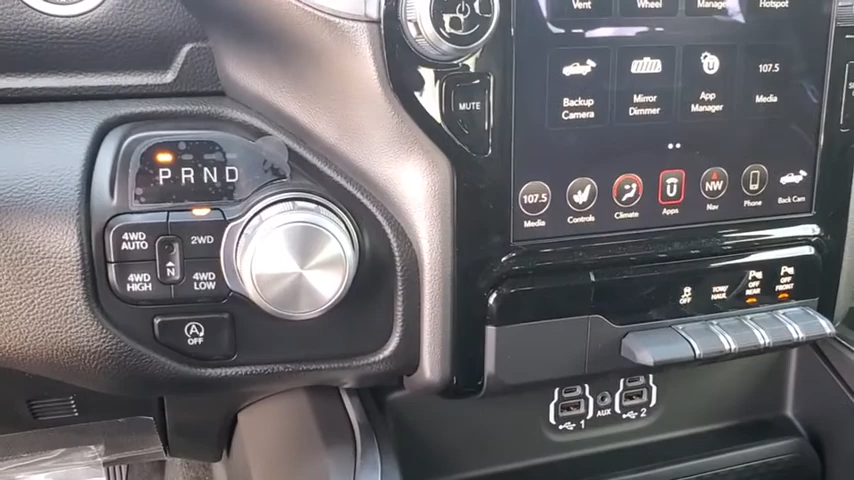 Vent
Wheel
Manager
Hotspot
MUTE
Backup
Camera
Mirror
Dimmer
App
Manager
107.5
Media
P R N D
4WD
AUTO
2WD
4WD
HIGH
N
4WD
LOW
A
OFF
107.5
Media
Controls
Climate
Apps
NW
Nav
Phone
Back Cam
OFF
TOW/
HAUL
OFF
REAR
OFF
FRONT
1
AUX
2